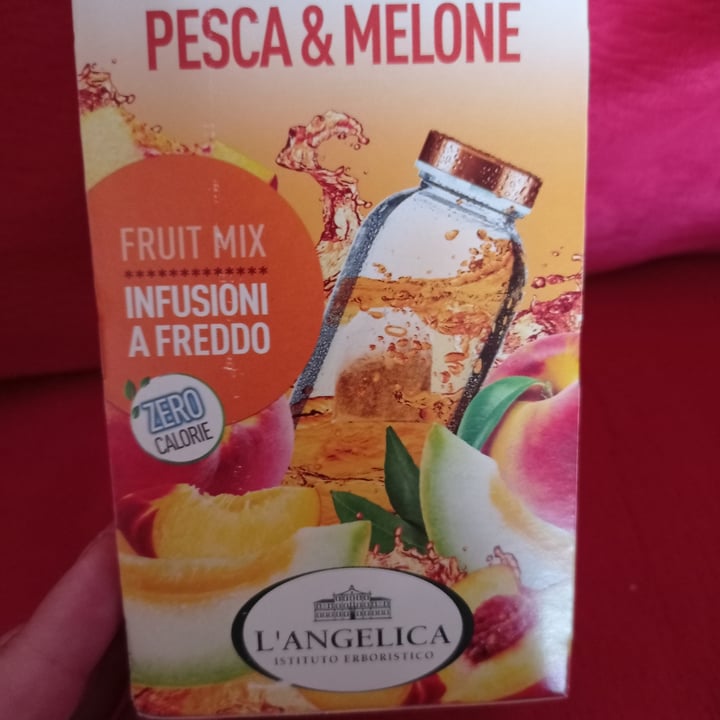 PESCA & MELONE
FRUIT MIX
***********
INFUSIONI
A FREDDO
ZERO
CALORIE
L'ANGELICA
ISTITUTO ERBORISTICO